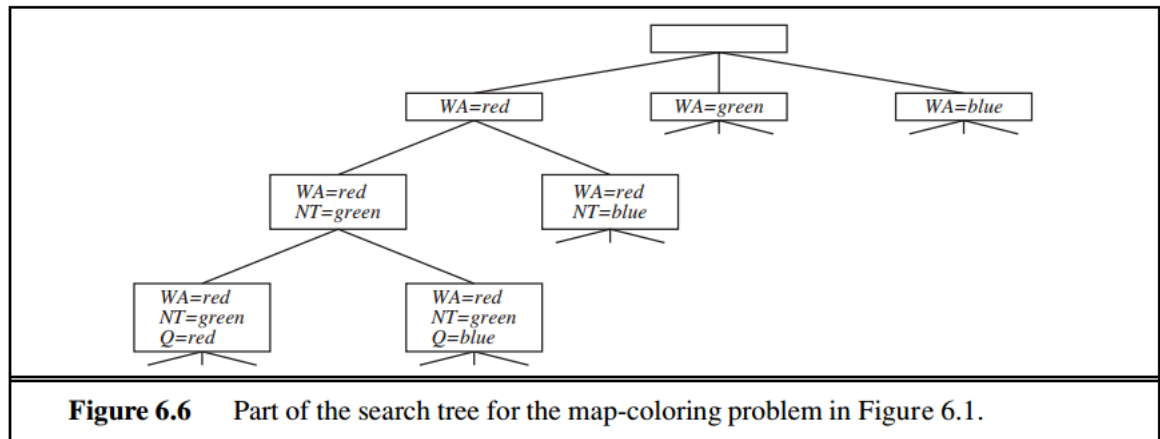 WA=red
WA=green
WA=blue
WA=red
NT=green
WA=red
NT=blue
WA=red
NT=green
Q=red
WA=red
NT=green
Q=blue
Figure 6.6 Part of the search tree for the map-coloring problem in Figure 6.1.